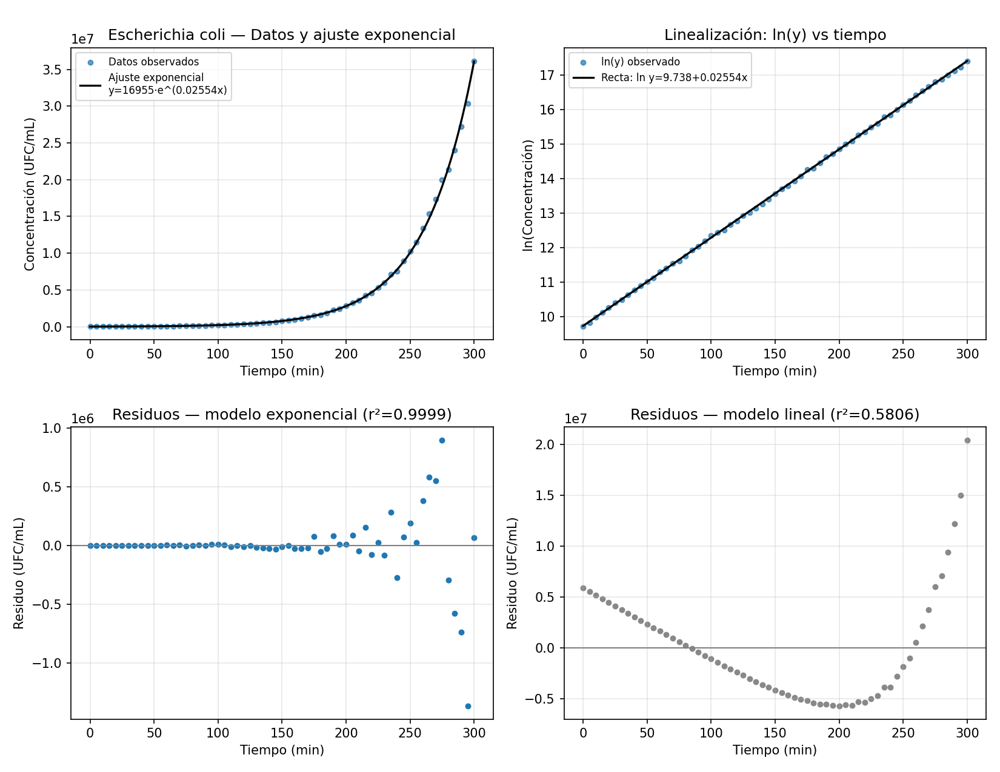 Escherichia coli — Datos y ajuste exponencial
1e7
Datos observados
Ajuste exponencial
y=16955·e^(0.02554x)
Concentración (UFC/mL)
3.5
3.0
2.5
2.0
1.5
1.0
0.5
0.0
0 50 100 150 200 250 300
Tiempo (min)
Linealización: ln(y) vs tiempo
ln(y) observado
Recta: ln y=9.738+0.02554x
ln(Concentración)
17
16
15
14
13
12
11
10
0 50 100 150 200 250 300
Tiempo (min)
Residuos — modelo exponencial (r²=0.9999)
1e6
Residuo (UFC/mL)
1.0
0.5
0.0
−0.5
−1.0
0 50 100 150 200 250 300
Tiempo (min)
Residuos — modelo lineal (r²=0.5806)
1e7
Residuo (UFC/mL)
2.0
1.5
1.0
0.5
0.0
−0.5
0 50 100 150 200 250 300
Tiempo (min)